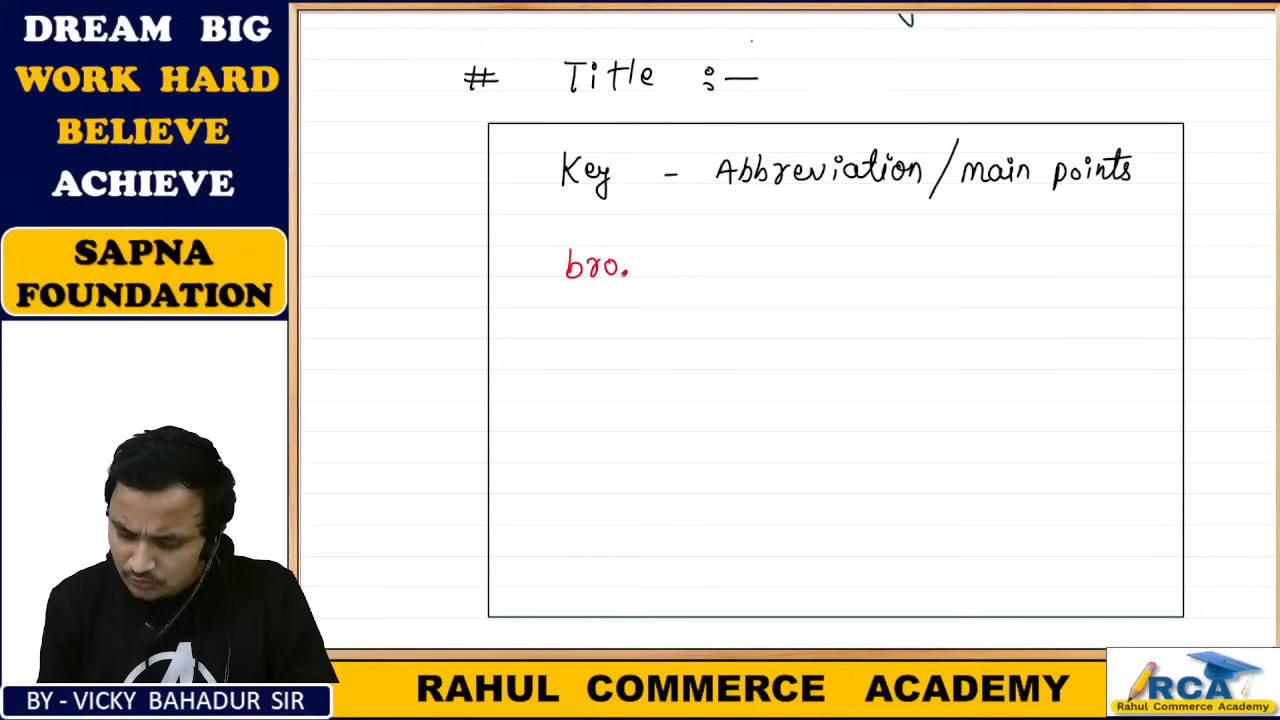 DREAM BIG
WORK HARD
BELIEVE
ACHIEVE
SAPNA
FOUNDATION
# Title :—
Key - Abbreviation/main points
bro.
BY - VICKY BAHADUR SIR
RAHUL COMMERCE ACADEMY
RCA
Rahul Commerce Academy